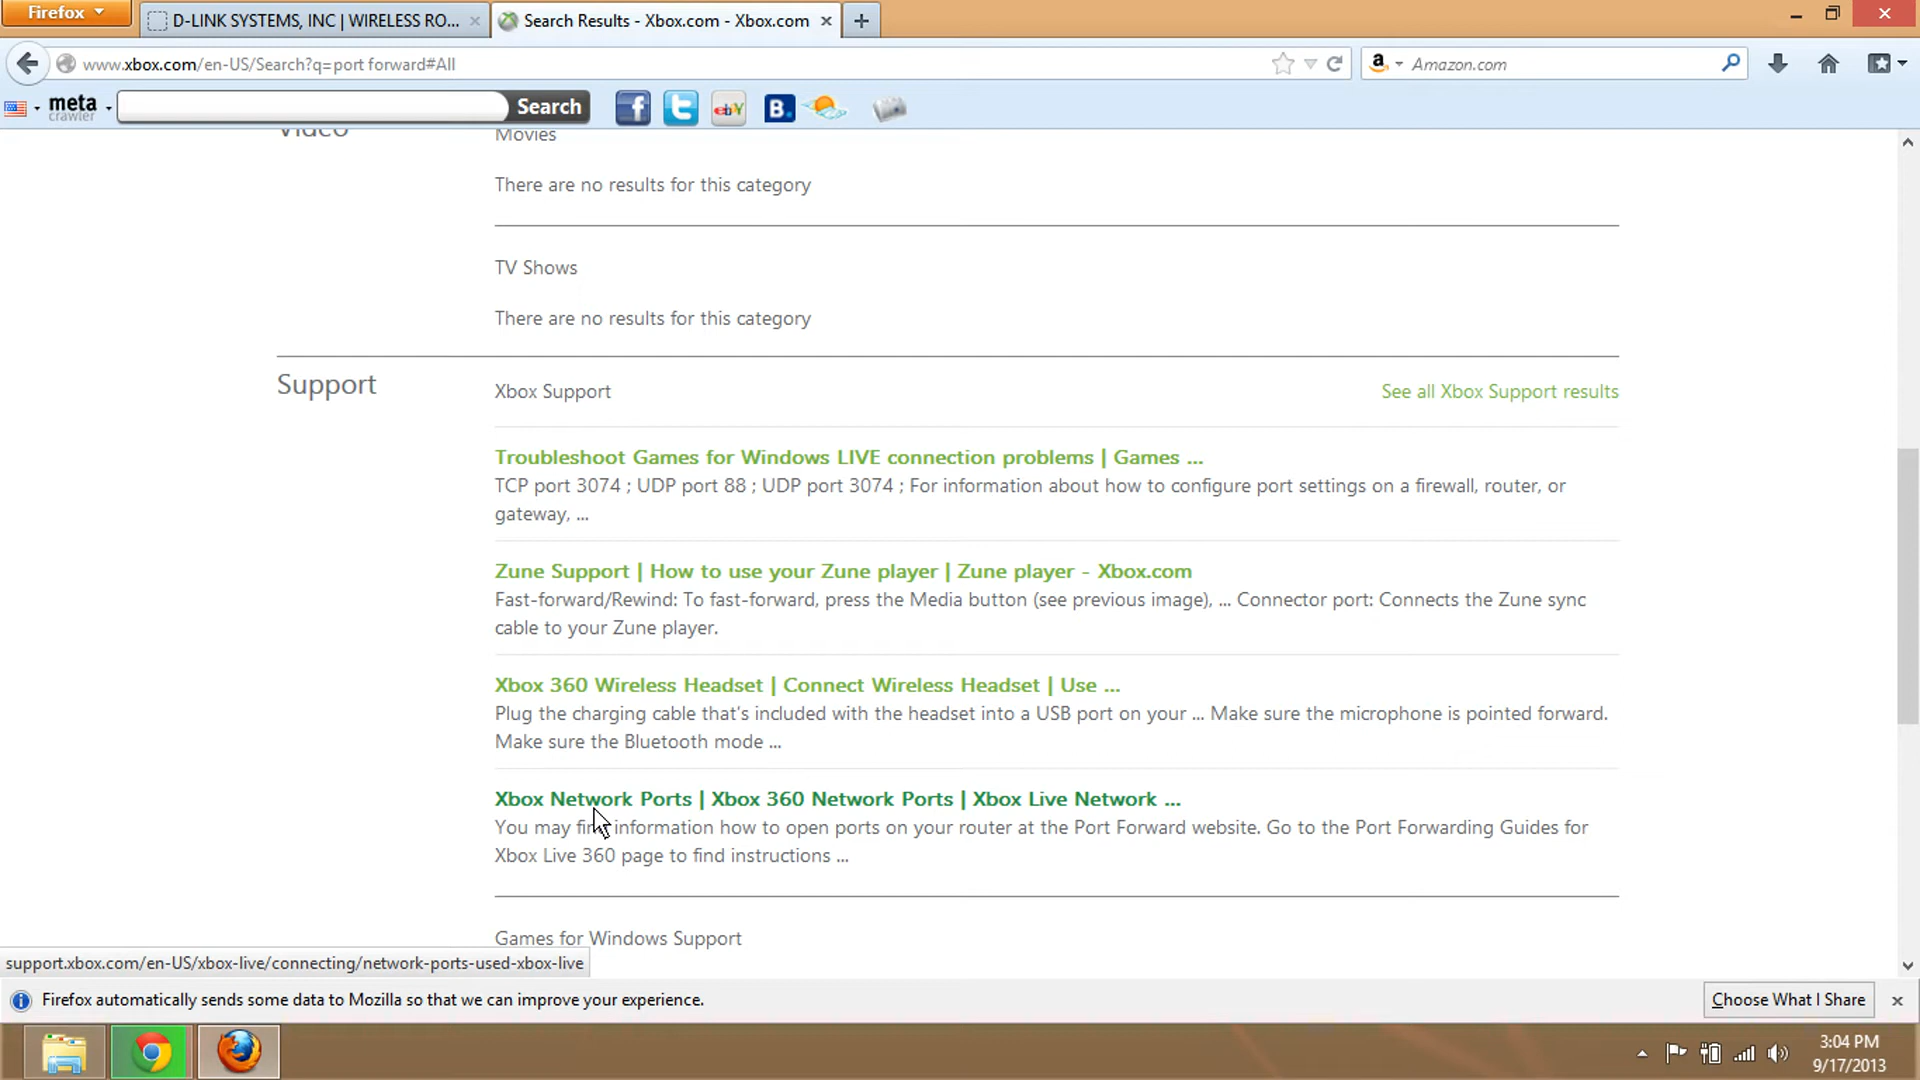 Firefox
D-LINK SYSTEMS, INC | WIRELESS RO...
Search Results - Xbox.com - Xbox.com
www.xbox.com/en-US/Search?q=port forward#All
Amazon.com
meta
crawler
Search
ebY
B.
Video
Movies
There are no results for this category
TV Shows
There are no results for this category
Support
Xbox Support
See all Xbox Support results
Troubleshoot Games for Windows LIVE connection problems | Games ...
TCP port 3074 ; UDP port 88 ; UDP port 3074 ; For information about how to configure port settings on a firewall, router, or
gateway, ...
Zune Support | How to use your Zune player | Zune player - Xbox.com
Fast-forward/Rewind: To fast-forward, press the Media button (see previous image), ... Connector port: Connects the Zune sync
cable to your Zune player.
Xbox 360 Wireless Headset | Connect Wireless Headset | Use ...
Plug the charging cable that's included with the headset into a USB port on your ... Make sure the microphone is pointed forward.
Make sure the Bluetooth mode ...
Xbox Network Ports | Xbox 360 Network Ports | Xbox Live Network ...
You may find information how to open ports on your router at the Port Forward website. Go to the Port Forwarding Guides for
Xbox Live 360 page to find instructions ...
Games for Windows Support
support.xbox.com/en-US/xbox-live/connecting/network-ports-used-xbox-live
Firefox automatically sends some data to Mozilla so that we can improve your experience.
Choose What I Share
3:04 PM
9/17/2013